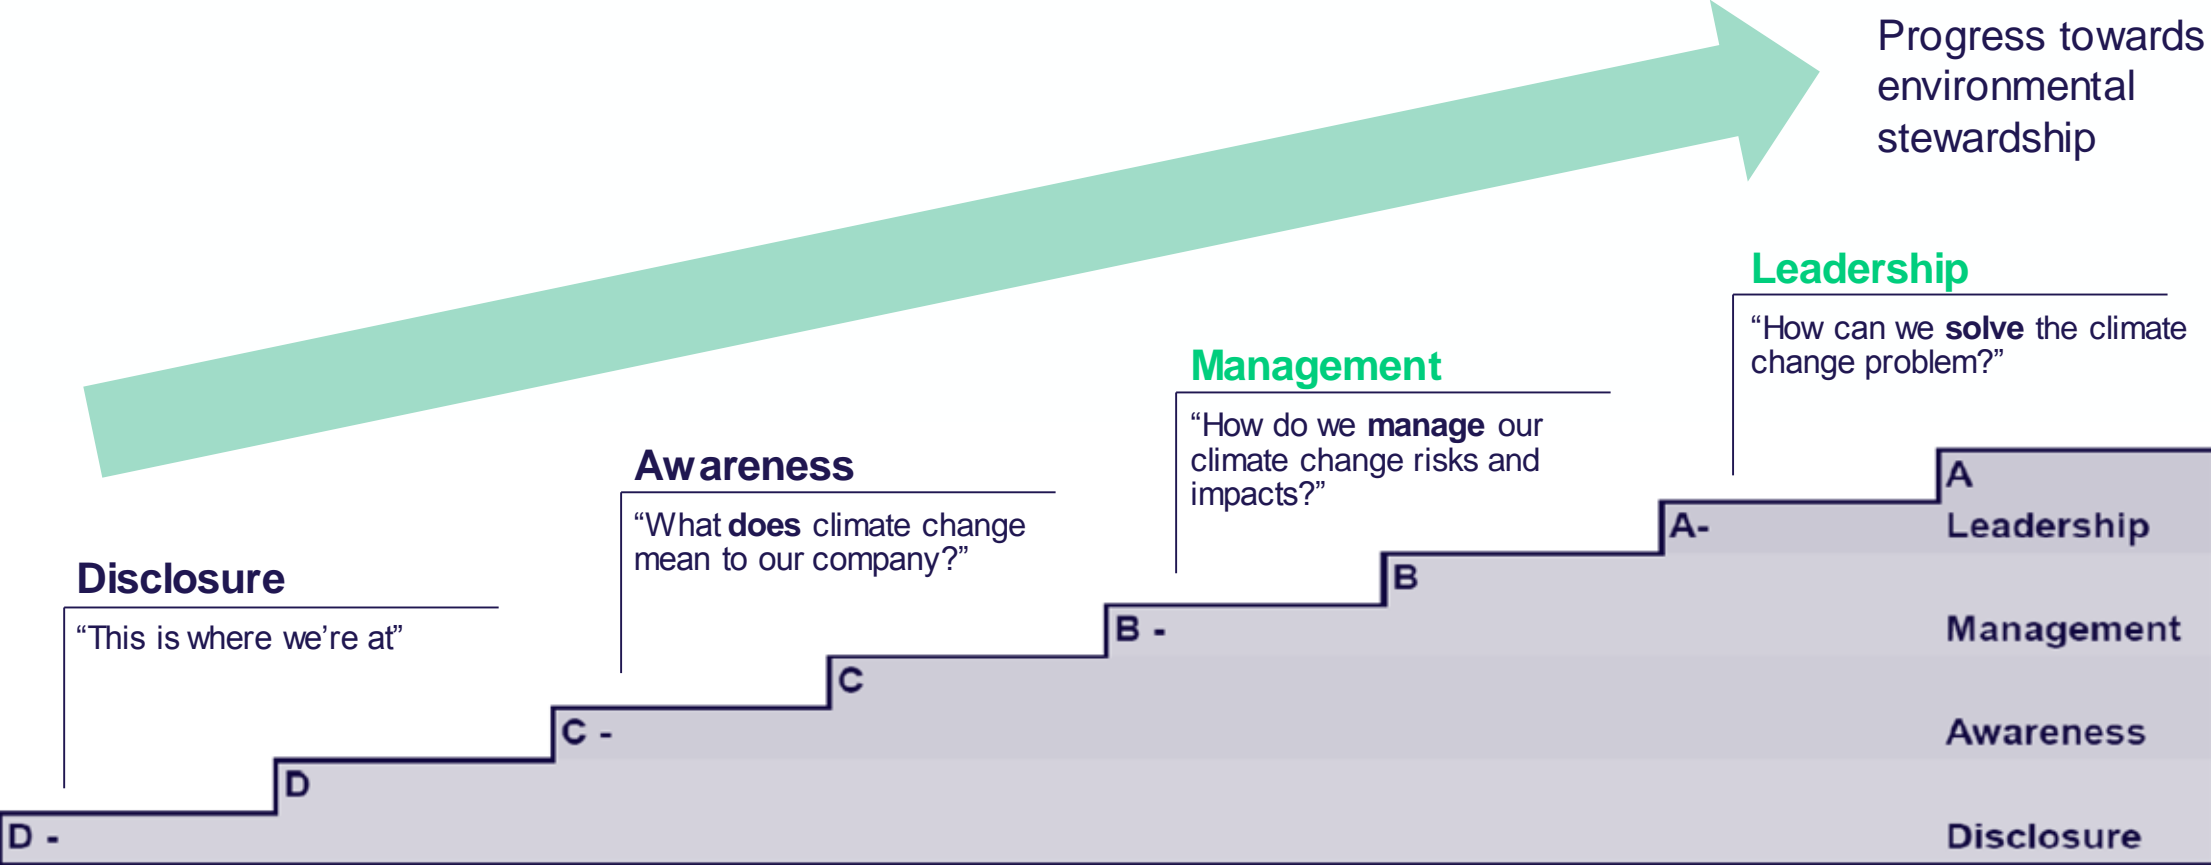 Progress towards
environmental
stewardship
Leadership
“How can we solve the climate
change problem?”
Management
“How do we manage our
climate change risks and
impacts?”
Awareness
“What does climate change
mean to our company?”
Disclosure
“This is where we’re at”
A
Leadership
A-
B
Management
B -
C
Awareness
C -
D
Disclosure
D -